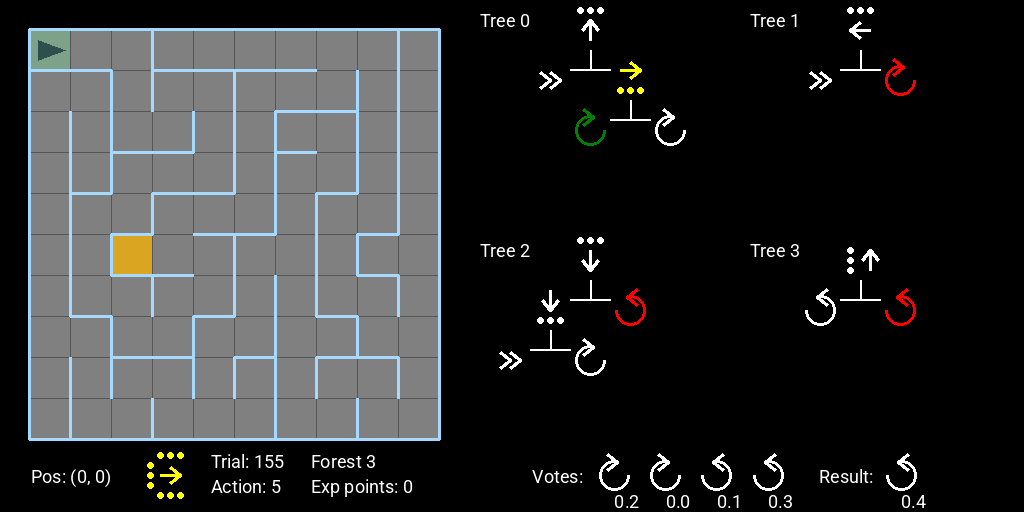 Tree 0
Tree 1
Tree 2
Tree 3
Pos: (0, 0)
Trial: 155
Forest 3
Action: 5
Exp points: 0
Votes:
0.2
0.0
0.1
0.3
Result:
0.4